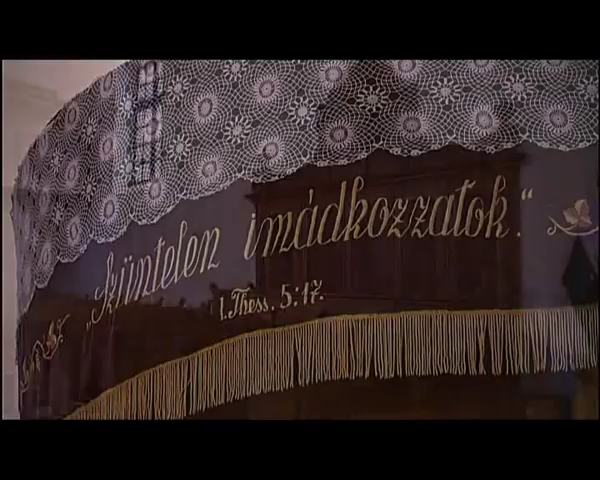 „Szüntelen imádkozzatok."
I. Thess. 5:17.